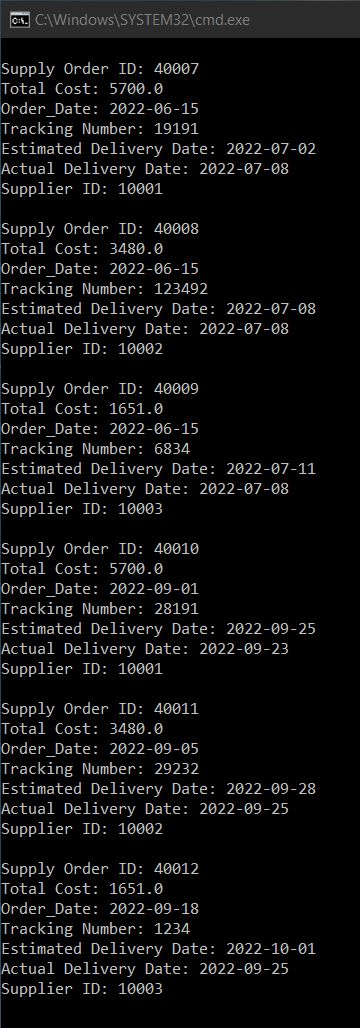 C:\Windows\SYSTEM32\cmd.exe
Supply Order ID: 40007
Total Cost: 5700.0
Order_Date: 2022-06-15
Tracking Number: 19191
Estimated Delivery Date: 2022-07-02
Actual Delivery Date: 2022-07-08
Supplier ID: 10001
Supply Order ID: 40008
Total Cost: 3480.0
Order_Date: 2022-06-15
Tracking Number: 123492
Estimated Delivery Date: 2022-07-08
Actual Delivery Date: 2022-07-08
Supplier ID: 10002
Supply Order ID: 40009
Total Cost: 1651.0
Order_Date: 2022-06-15
Tracking Number: 6834
Estimated Delivery Date: 2022-07-11
Actual Delivery Date: 2022-07-08
Supplier ID: 10003
Supply Order ID: 40010
Total Cost: 5700.0
Order_Date: 2022-09-01
Tracking Number: 28191
Estimated Delivery Date: 2022-09-25
Actual Delivery Date: 2022-09-23
Supplier ID: 10001
Supply Order ID: 40011
Total Cost: 3480.0
Order_Date: 2022-09-05
Tracking Number: 29232
Estimated Delivery Date: 2022-09-28
Actual Delivery Date: 2022-09-25
Supplier ID: 10002
Supply Order ID: 40012
Total Cost: 1651.0
Order_Date: 2022-09-18
Tracking Number: 1234
Estimated Delivery Date: 2022-10-01
Actual Delivery Date: 2022-09-25
Supplier ID: 10003